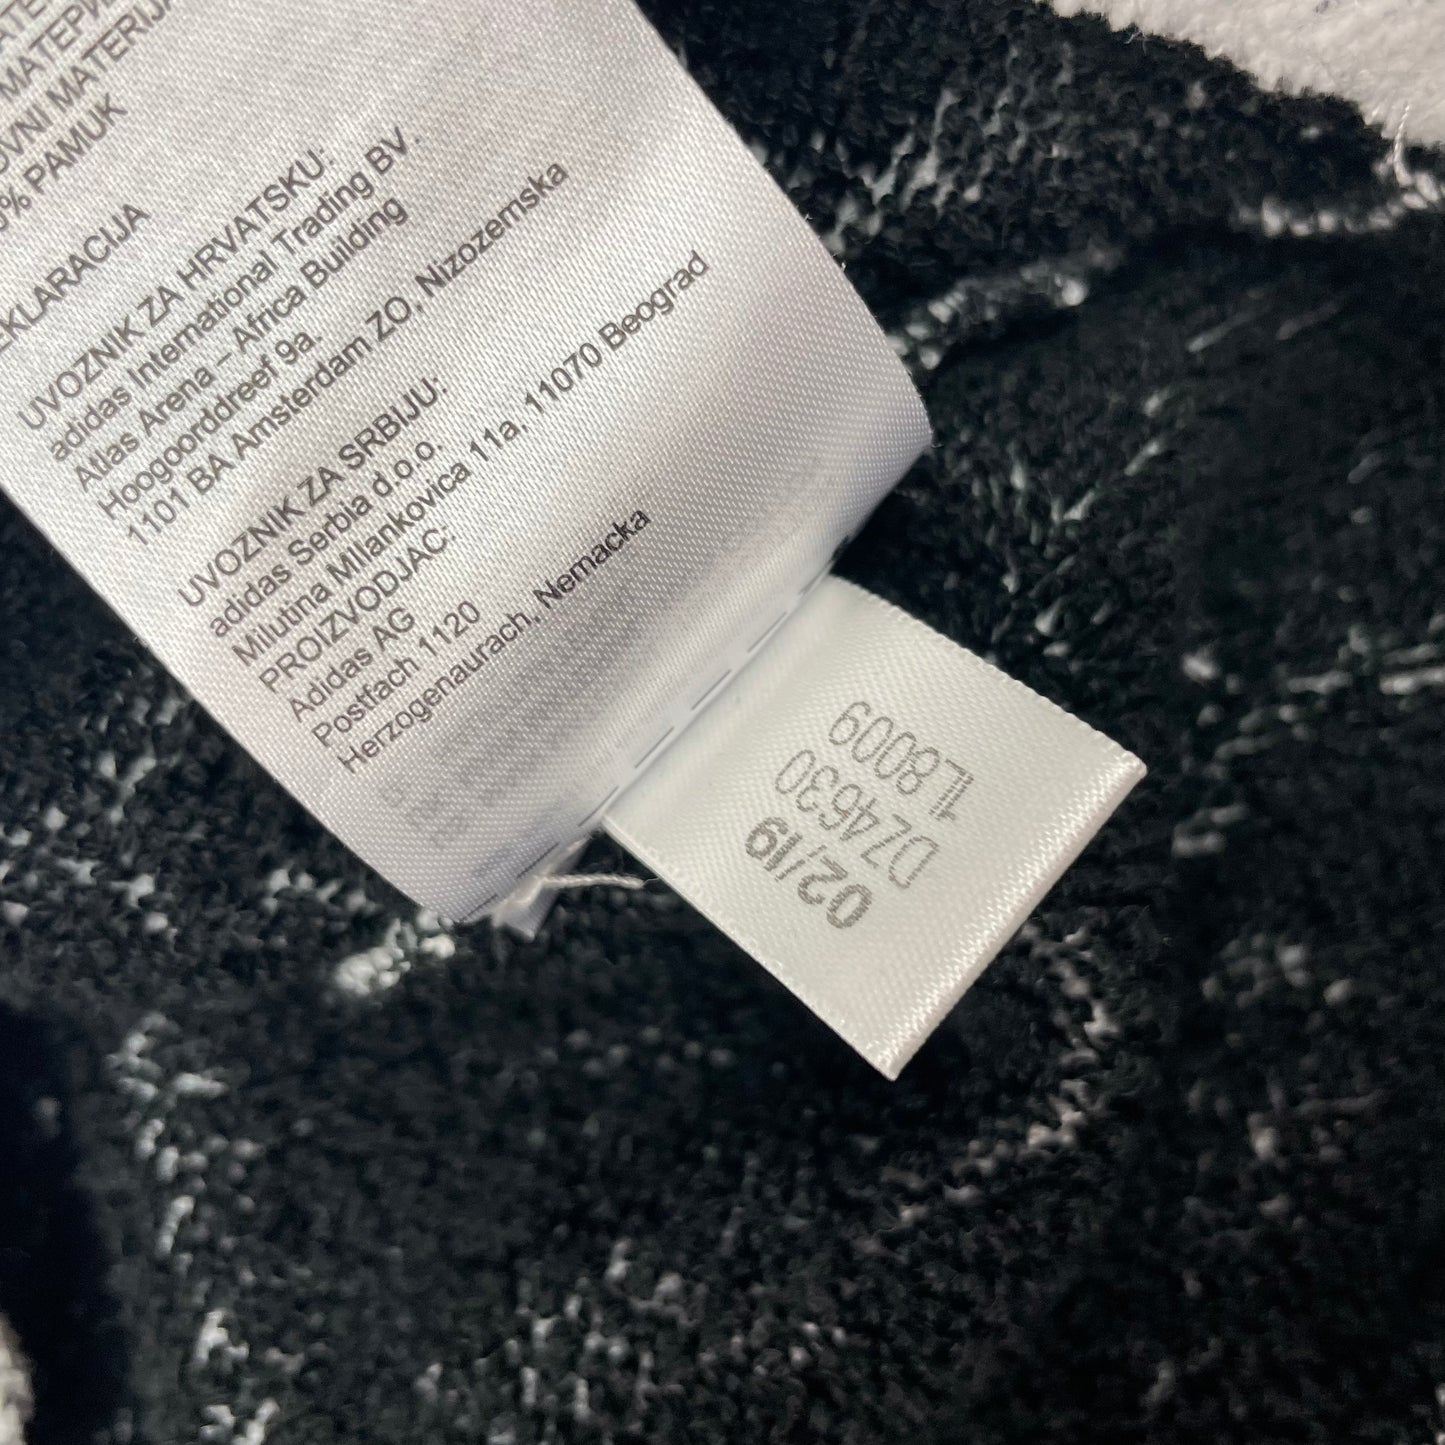 MATERIJA
% PAMUK
UVOZNIK ZA HRVATSKU:
adidas International Trading BV.
Atlas Arena – Africa Building
Hoogoorddreef 9a.
1101 BA Amsterdam ZO, Nizozemska
UVOZNIK ZA SRBIJU:
adidas Serbia d.o.o.
Milutina MIlankovica 11a, 11070 Beograd
PROIZVODJAC:
Adidas AG
Postfach 1120
Herzogenaurach, Nemacka
02/19
DZ4630
1L8009